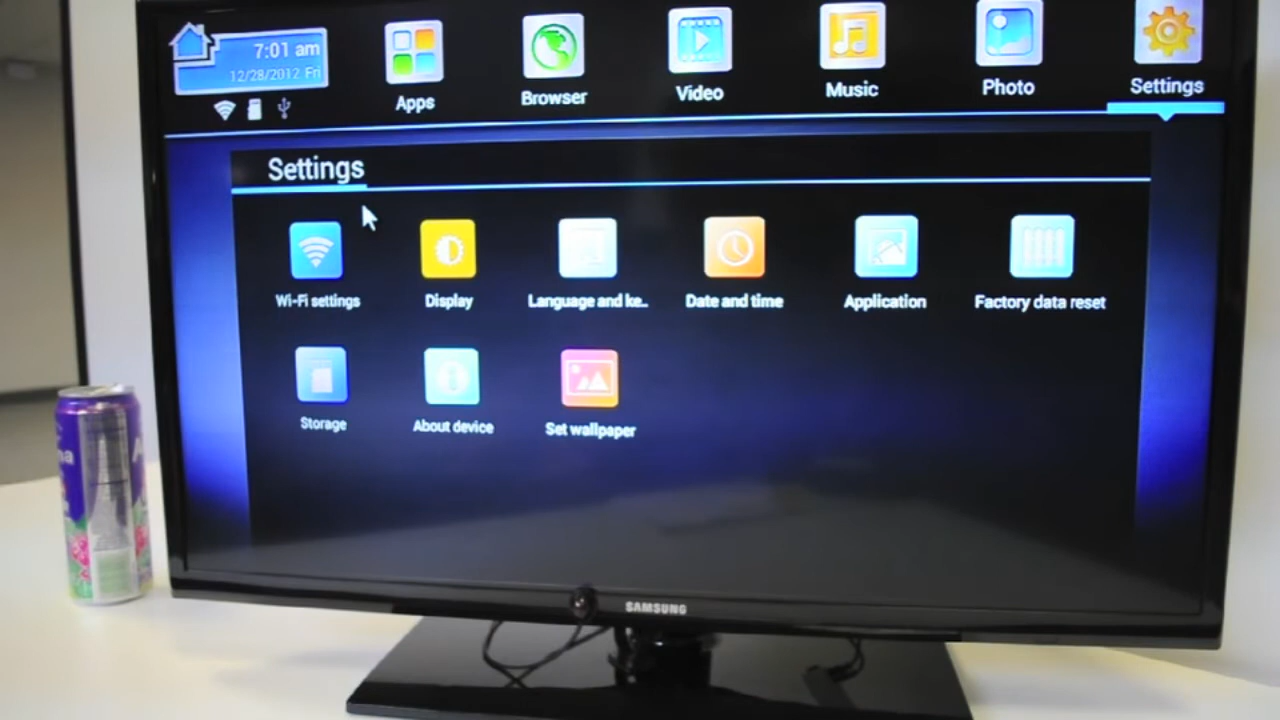 7:01 am
12/28/2012 Fri
Apps
Browser
Video
Music
Photo
Settings
Settings
Wi-Fi settings
Display
Language and ke..
Date and time
Application
Factory data reset
Storage
About device
Set wallpaper
SAMSUNG